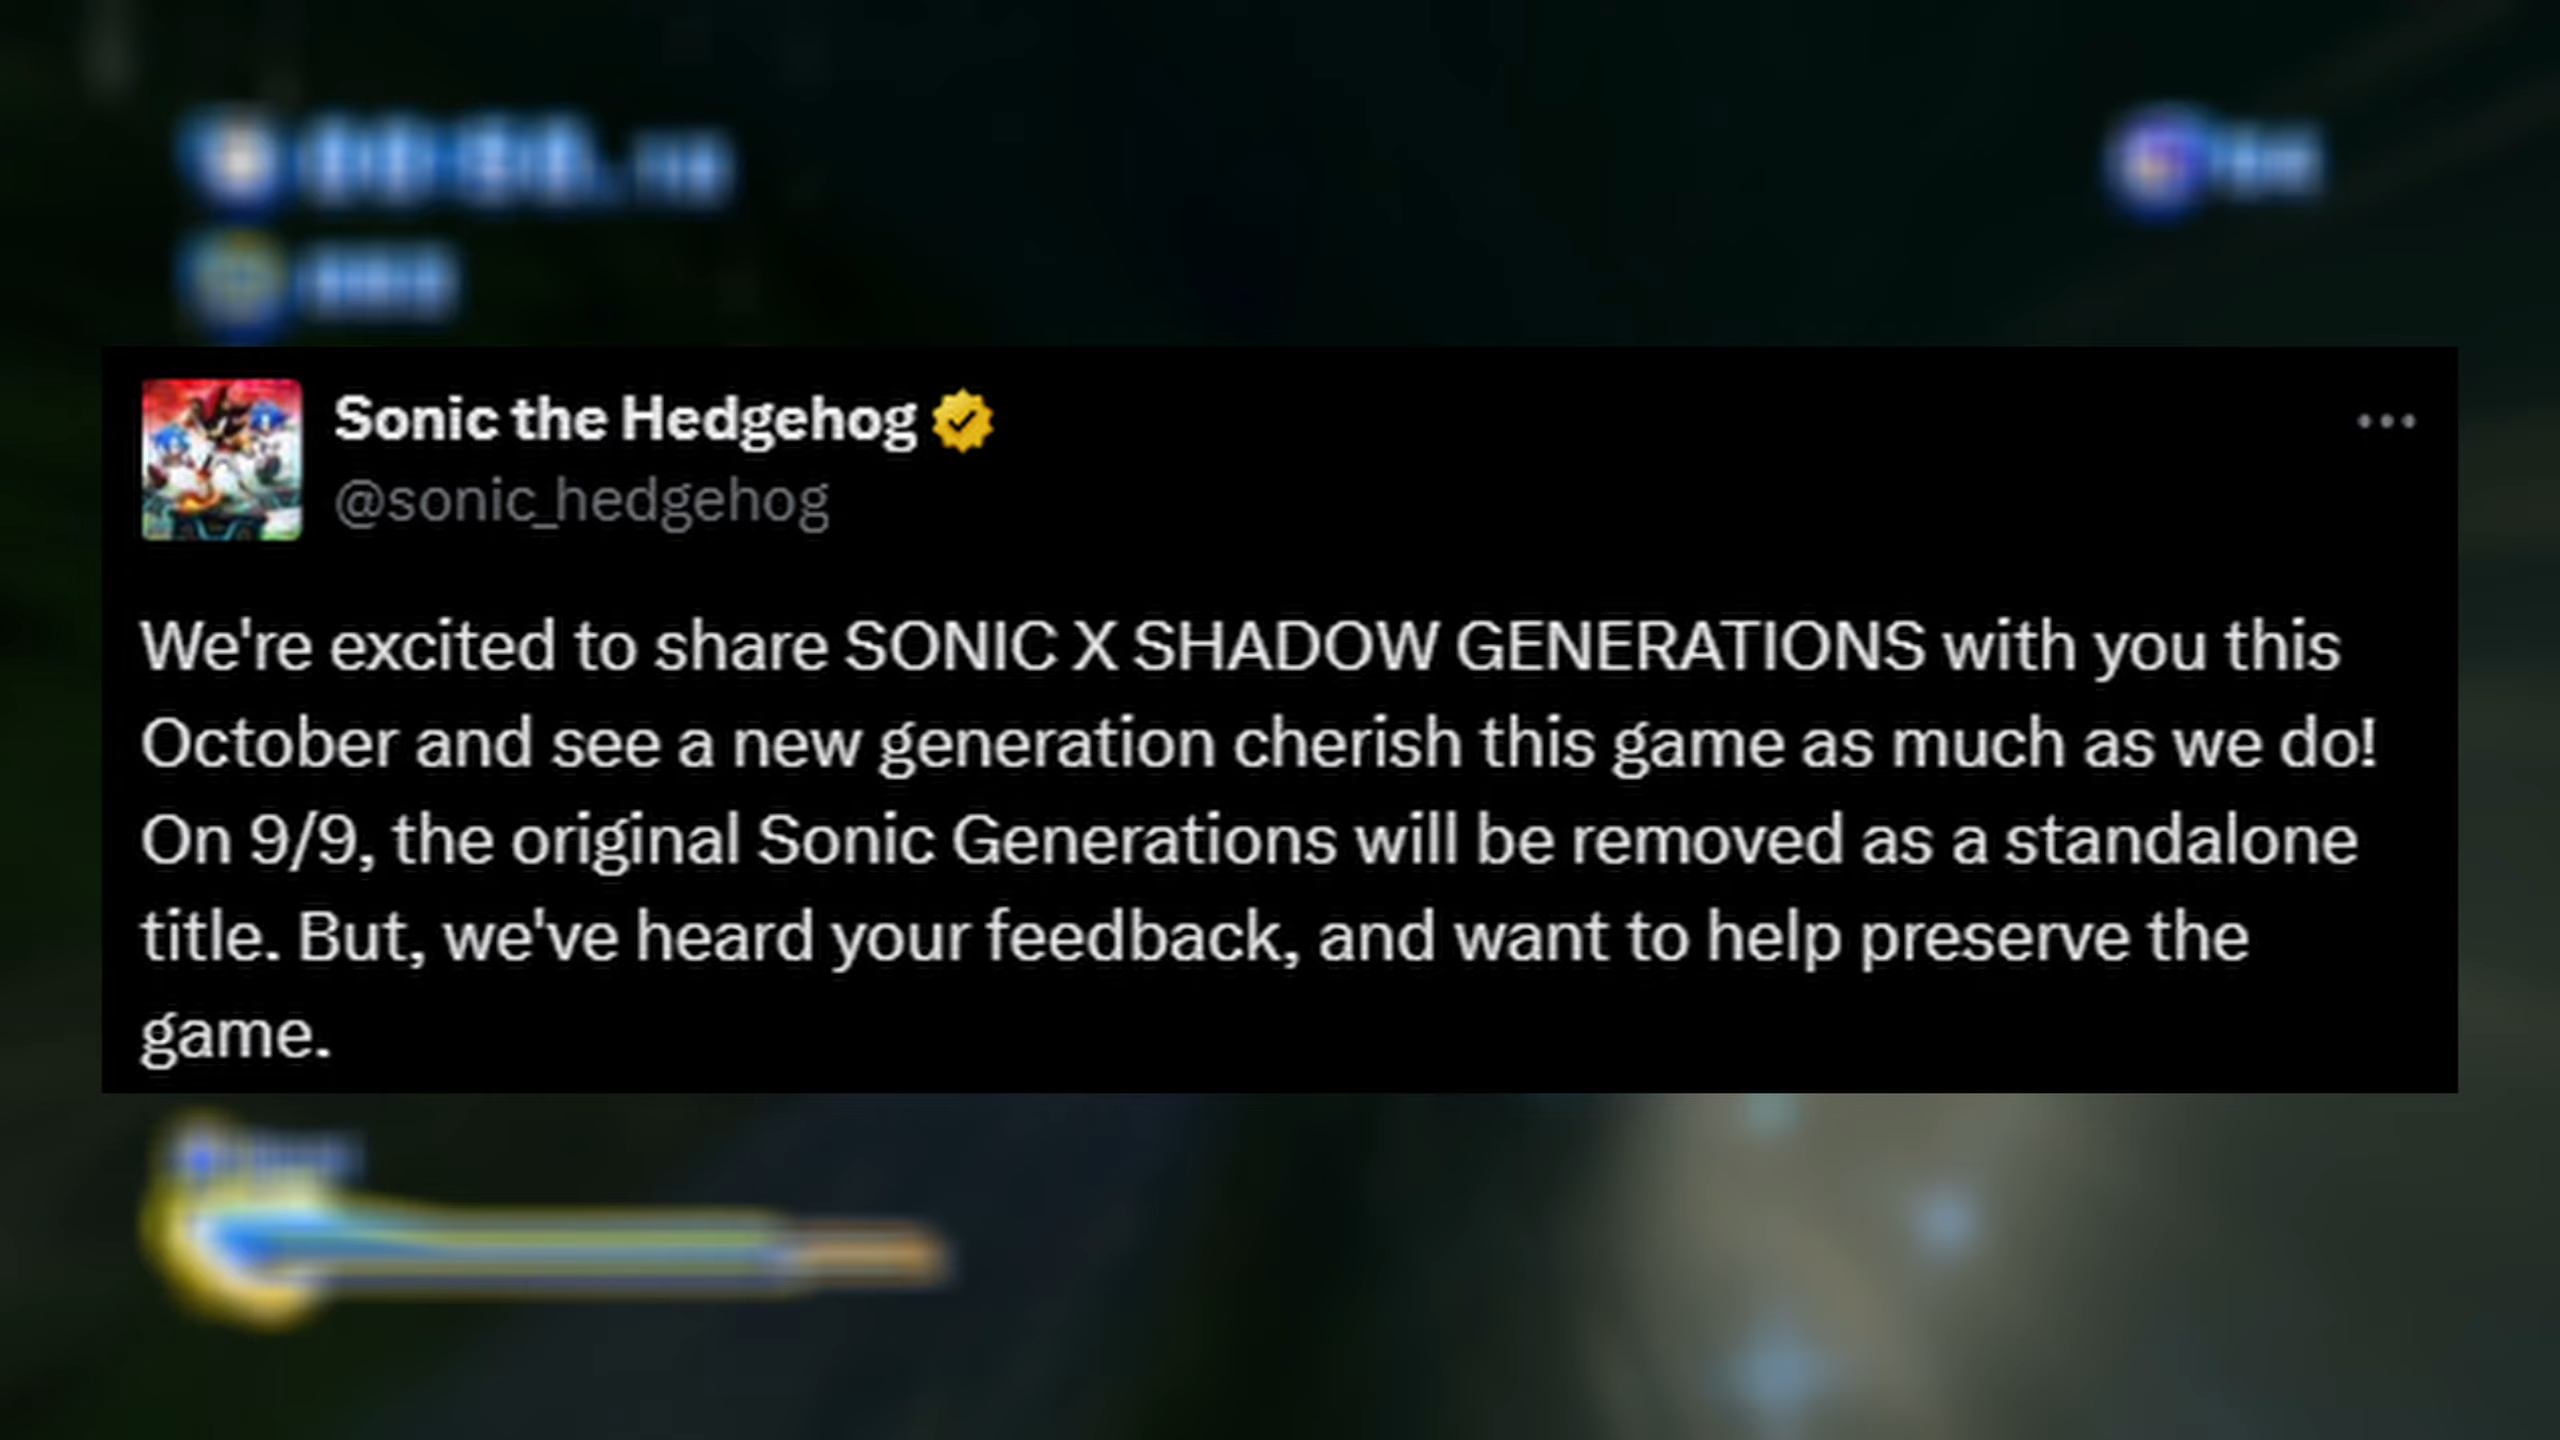 Sonic the Hedgehog
@sonic_hedgehog
We're excited to share SONIC X SHADOW GENERATIONS with you this
October and see a new generation cherish this game as much as we do!
On 9/9, the original Sonic Generations will be removed as a standalone
title. But, we've heard your feedback, and want to help preserve the
game.